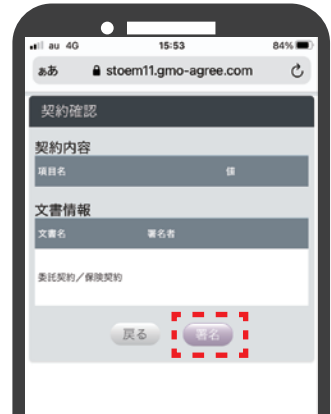 au 4G 15:53 84%
ぁあ stoem11.gmo-agree.com
契約確認
契約内容
項目名 値
文書情報
文書名 署名者
委託契約／保険契約
戻る 署名